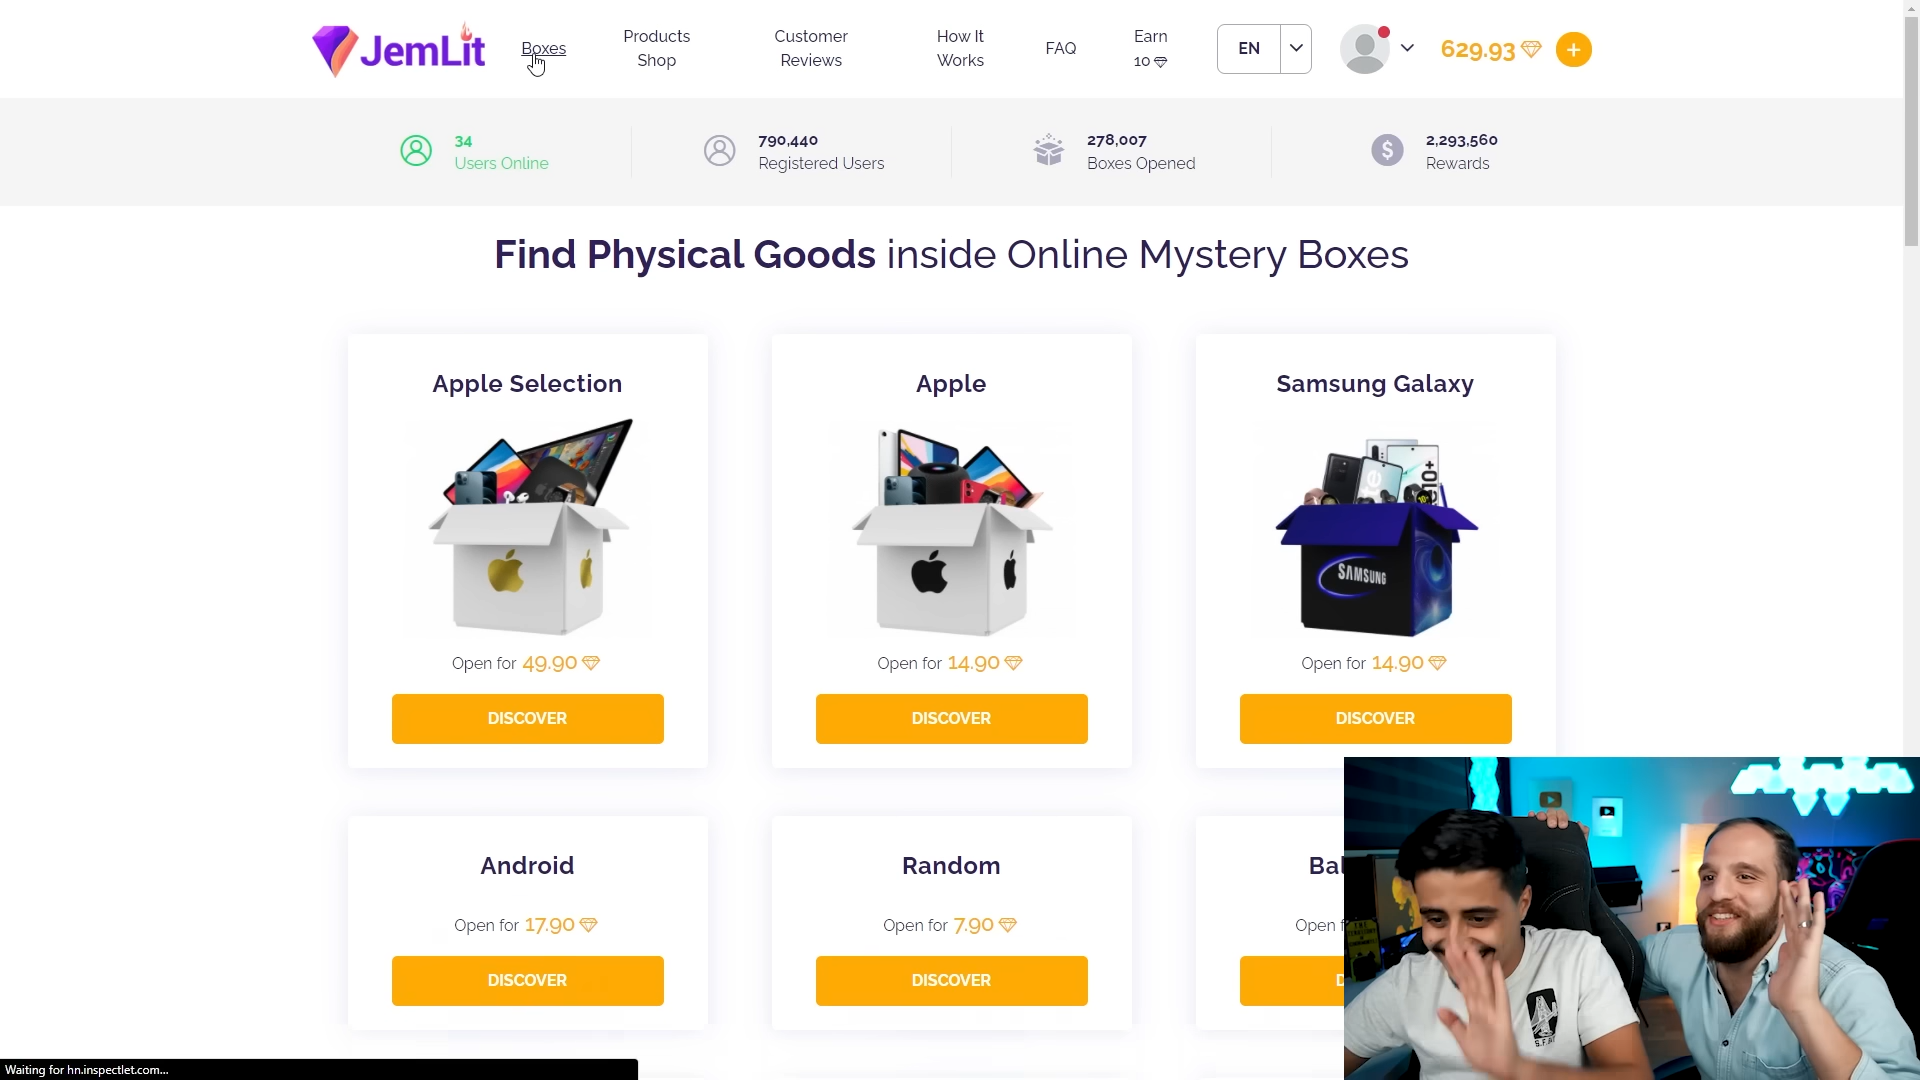 JemLit
Boxes
Products
Shop
Customer
Reviews
How It
Works
FAQ
Earn
10
EN
629.93
+
34
Users Online
790,440
Registered Users
278,007
Boxes Opened
$
2,293,560
Rewards
Find Physical Goods inside Online Mystery Boxes
Apple Selection
Apple
Samsung Galaxy
SAMSUNG
Open for 49.90
Open for 14.90
Open for 14.90
DISCOVER
DISCOVER
DISCOVER
Android
Random
Open for 17.90
Open for 7.90
Open
DISCOVER
DISCOVER
Waiting for hn.inspectlet.com...